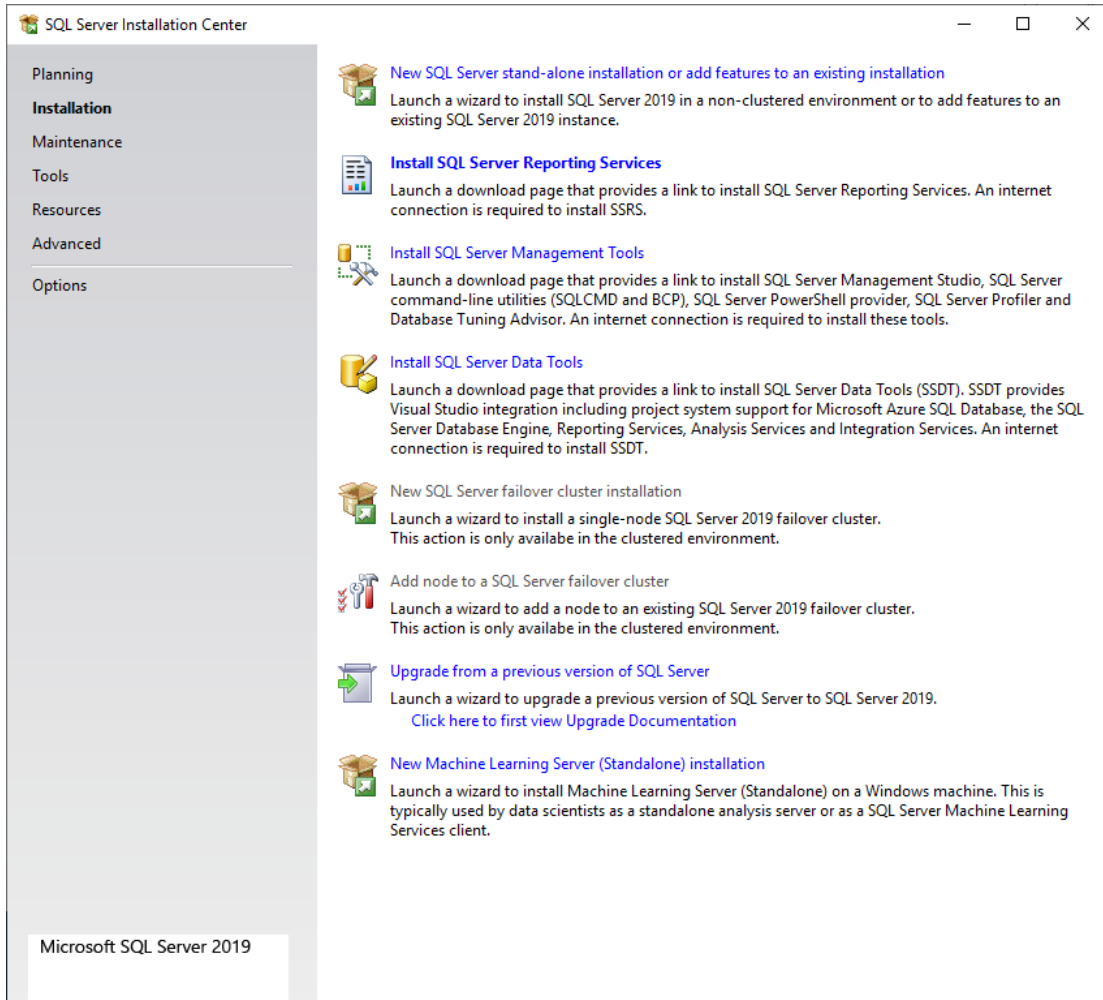 SQL Server Installation Center
Planning
Installation
Maintenance
Tools
Resources
Advanced
Options
New SQL Server stand-alone installation or add features to an existing installation
Launch a wizard to install SQL Server 2019 in a non-clustered environment or to add features to an
existing SQL Server 2019 instance.
Install SQL Server Reporting Services
Launch a download page that provides a link to install SQL Server Reporting Services. An internet
connection is required to install SSRS.
Install SQL Server Management Tools
Launch a download page that provides a link to install SQL Server Management Studio, SQL Server
command-line utilities (SQLCMD and BCP), SQL Server PowerShell provider, SQL Server Profiler and
Database Tuning Advisor. An internet connection is required to install these tools.
Install SQL Server Data Tools
Launch a download page that provides a link to install SQL Server Data Tools (SSDT). SSDT provides
Visual Studio integration including project system support for Microsoft Azure SQL Database, the SQL
Server Database Engine, Reporting Services, Analysis Services and Integration Services. An internet
connection is required to install SSDT.
New SQL Server failover cluster installation
Launch a wizard to install a single-node SQL Server 2019 failover cluster.
This action is only availabe in the clustered environment.
Add node to a SQL Server failover cluster
Launch a wizard to add a node to an existing SQL Server 2019 failover cluster.
This action is only availabe in the clustered environment.
Upgrade from a previous version of SQL Server
Launch a wizard to upgrade a previous version of SQL Server to SQL Server 2019.
Click here to first view Upgrade Documentation
New Machine Learning Server (Standalone) installation
Launch a wizard to install Machine Learning Server (Standalone) on a Windows machine. This is
typically used by data scientists as a standalone analysis server or as a SQL Server Machine Learning
Services client.
Microsoft SQL Server 2019